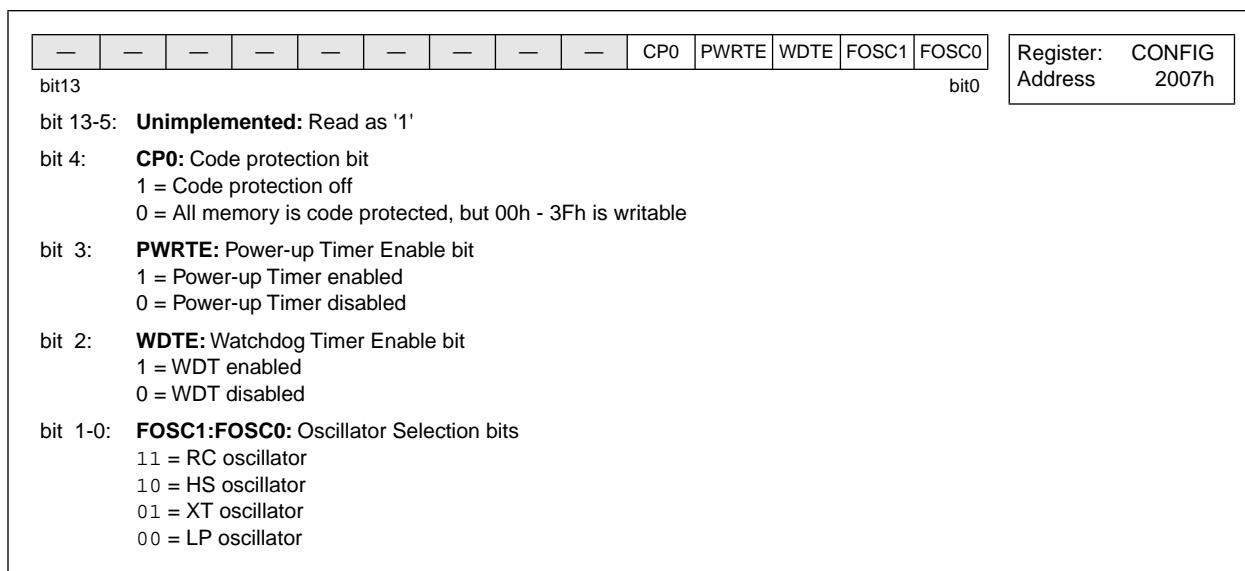 — — — — — — — — — CP0 PWRTE WDTE FOSC1 FOSC0
bit13 bit0
Register: CONFIG
Address 2007h
bit 13-5: Unimplemented: Read as '1'
bit 4: CP0: Code protection bit
1 = Code protection off
0 = All memory is code protected, but 00h - 3Fh is writable
bit 3: PWRTE: Power-up Timer Enable bit
1 = Power-up Timer enabled
0 = Power-up Timer disabled
bit 2: WDTE: Watchdog Timer Enable bit
1 = WDT enabled
0 = WDT disabled
bit 1-0: FOSC1:FOSC0: Oscillator Selection bits
11 = RC oscillator
10 = HS oscillator
01 = XT oscillator
00 = LP oscillator